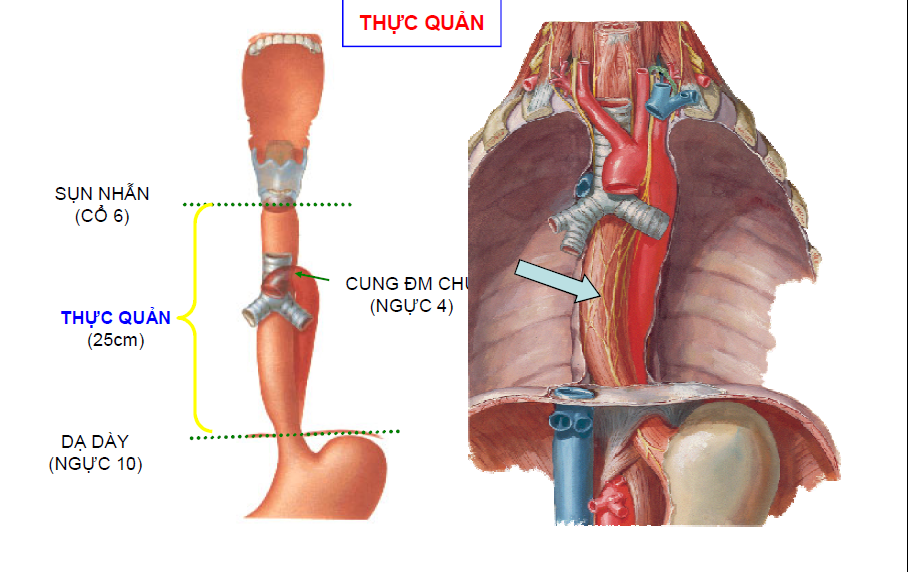 THỰC QUẢN
SỤN NHẪN
(CỔ 6)
CUNG ĐM CHỦ
(NGỰC 4)
THỰC QUẢN
(25cm)
DẠ DÀY
(NGỰC 10)